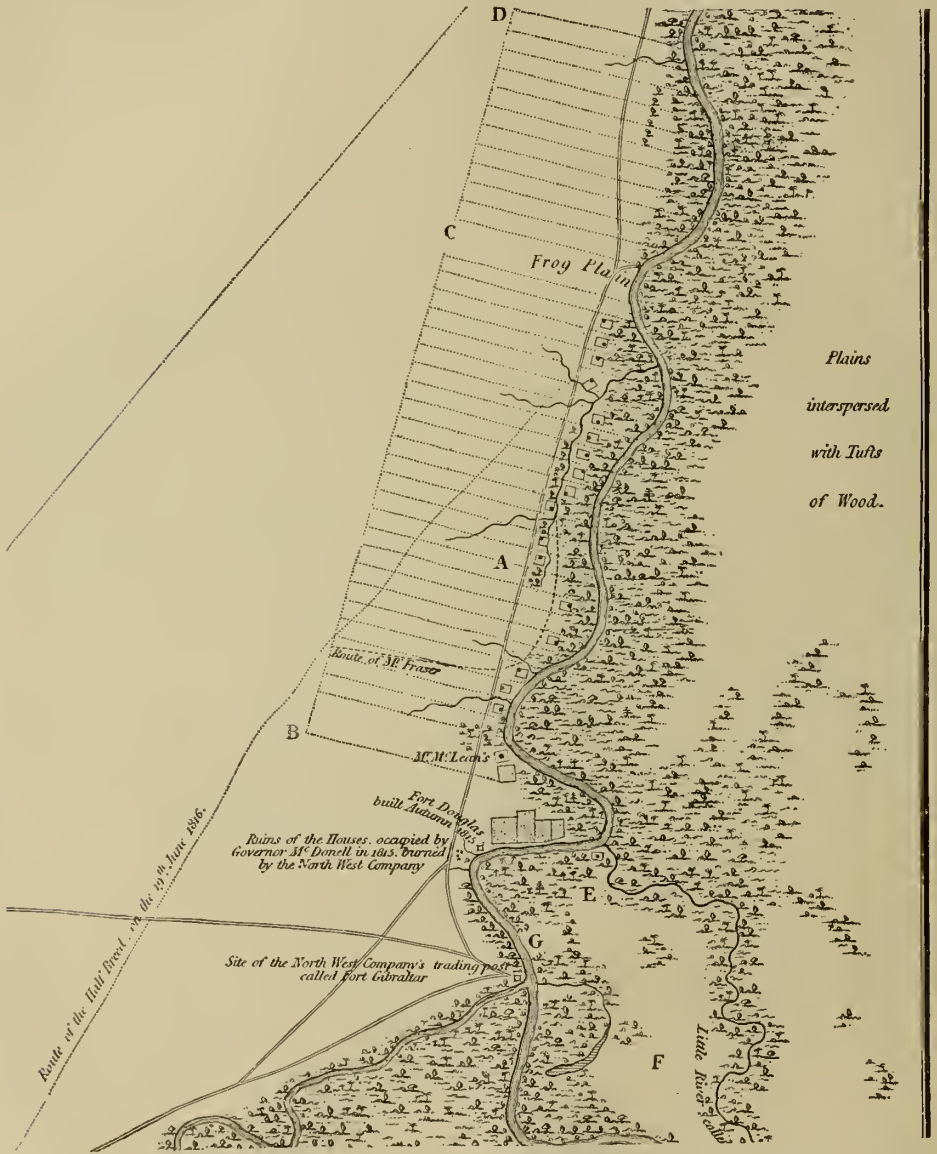 D
C
Frog Plain
Plains
interspersed
with Tufts
of Wood.
A
Route of Mr. Fraser
B
Mr. McLean's
Fort Douglas
built Autumn 1815
Ruins of the Houses, occupied by
Governor Mc Donell in 1815, burned
by the North West Company
E
G
Site of the North West Company's trading post
called Fort Gibraltar
F
Route of the Half Breed, on the 19th June 1816.
Little River